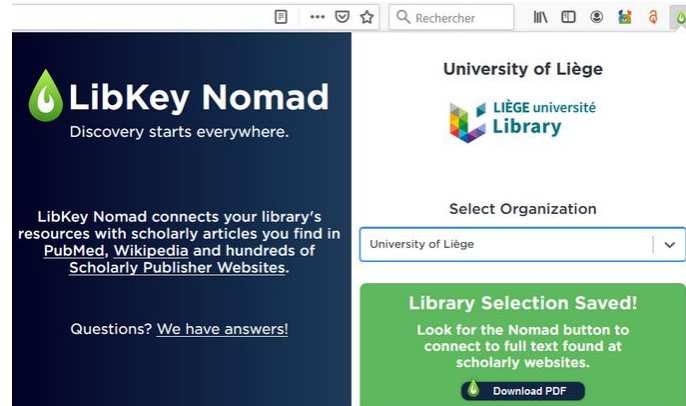 Rechercher
LibKey Nomad
Discovery starts everywhere.
LibKey Nomad connects your library's
resources with scholarly articles you find in
PubMed, Wikipedia and hundreds of
Scholarly Publisher Websites.
Questions? We have answers!
University of Liège
LIÈGE université
Library
Select Organization
University of Liège
Library Selection Saved!
Look for the Nomad button to
connect to full text found at
scholarly websites.
Download PDF